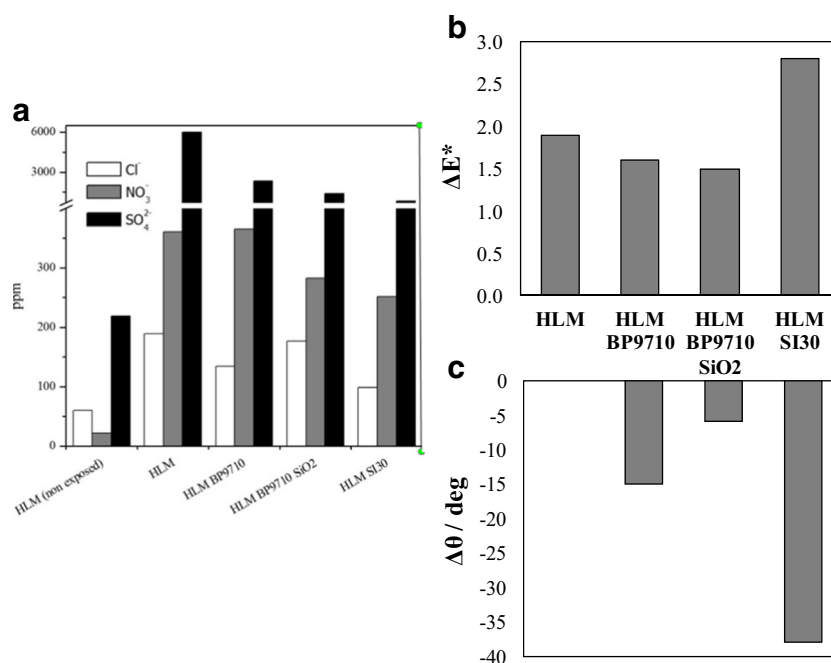 a
6000
3000
300
200
100
0
ppm
Cl⁻
NO₃⁻
SO₄²⁻
HLM (non exposed)
HLM
HLM BP9710
HLM BP9710 SiO2
HLM SI30
b
3.0
2.5
2.0
1.5
1.0
0.5
0.0
ΔE*
HLM
HLM
BP9710
HLM
BP9710
SiO2
HLM
SI30
c
0
-5
-10
-15
-20
-25
-30
-35
-40
Δθ / deg